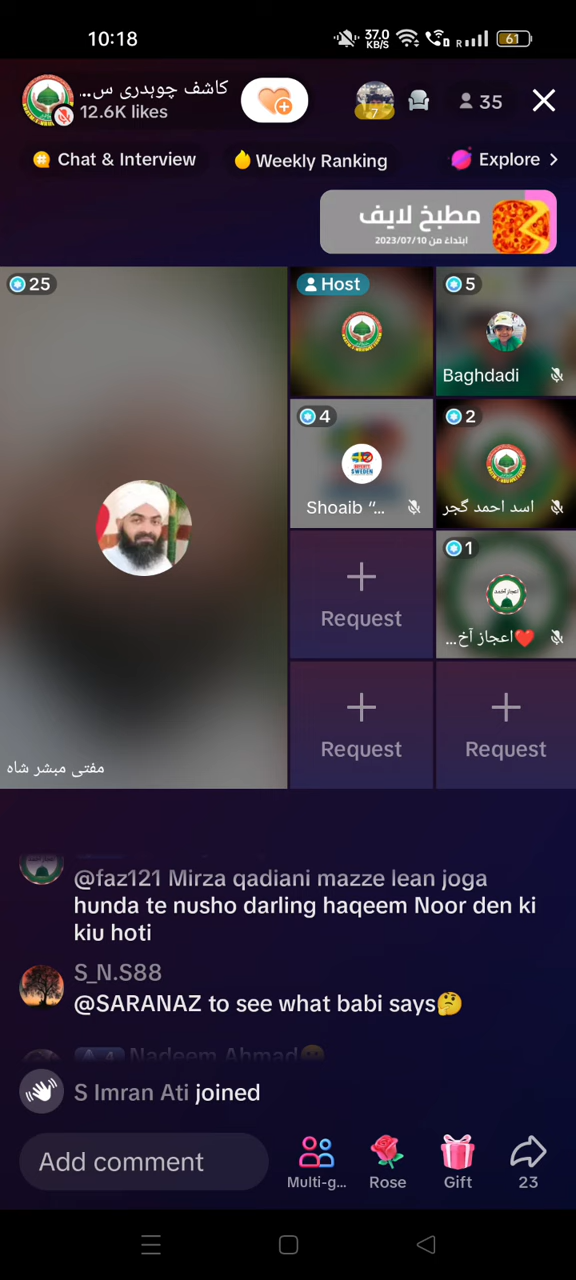 10:18
37.0
KB/S
R
61
کاشف چوہدری س...
12.6K likes
7
35
Chat & Interview
Weekly Ranking
Explore
مطبخ لايف
ابتداءً من 2023/07/10
25
Host
5
Baghdadi
4
SWEDEN
Shoaib “...
2
اسد احمد گجر
Request
1
اعجاز آخ...
مفتی مبشر شاہ
Request
Request
@faz121 Mirza qadiani mazze lean joga
hunda te nusho darling haqeem Noor den ki
kiu hoti
S_N.S88
@SARANAZ to see what babi says🤔
4 Nadeem Ahmad
S Imran Ati joined
Add comment
Multi-g...
Rose
Gift
23